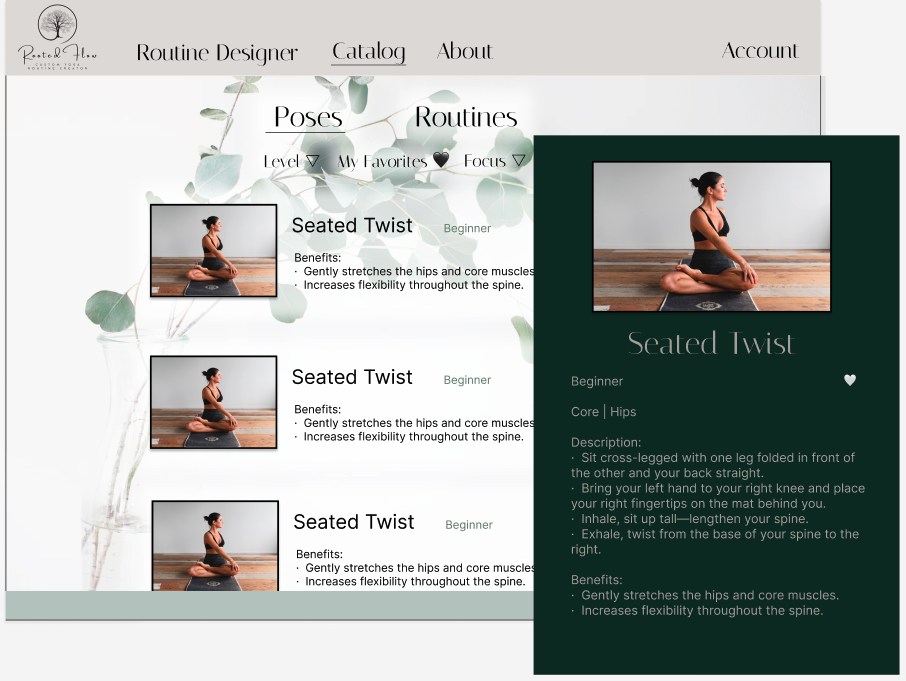 Rooted Flow
CUSTOM YOGA
ROUTINE CREATOR
Routine Designer
Catalog
About
Account
Poses
Routines
Level ▽
My Favorites 🖤
Focus ▽
Seated Twist
Beginner
Benefits:
· Gently stretches the hips and core muscles
· Increases flexibility throughout the spine.
Seated Twist
Beginner
Benefits:
· Gently stretches the hips and core muscles
· Increases flexibility throughout the spine.
Seated Twist
Beginner
Benefits:
· Gently stretches the hips and core muscles
· Increases flexibility throughout the spine.
Seated Twist
Beginner
Core | Hips
Description:
· Sit cross-legged with one leg folded in front of
the other and your back straight.
· Bring your left hand to your right knee and place
your right fingertips on the mat behind you.
· Inhale, sit up tall—lengthen your spine.
· Exhale, twist from the base of your spine to the
right.
Benefits:
· Gently stretches the hips and core muscles.
· Increases flexibility throughout the spine.